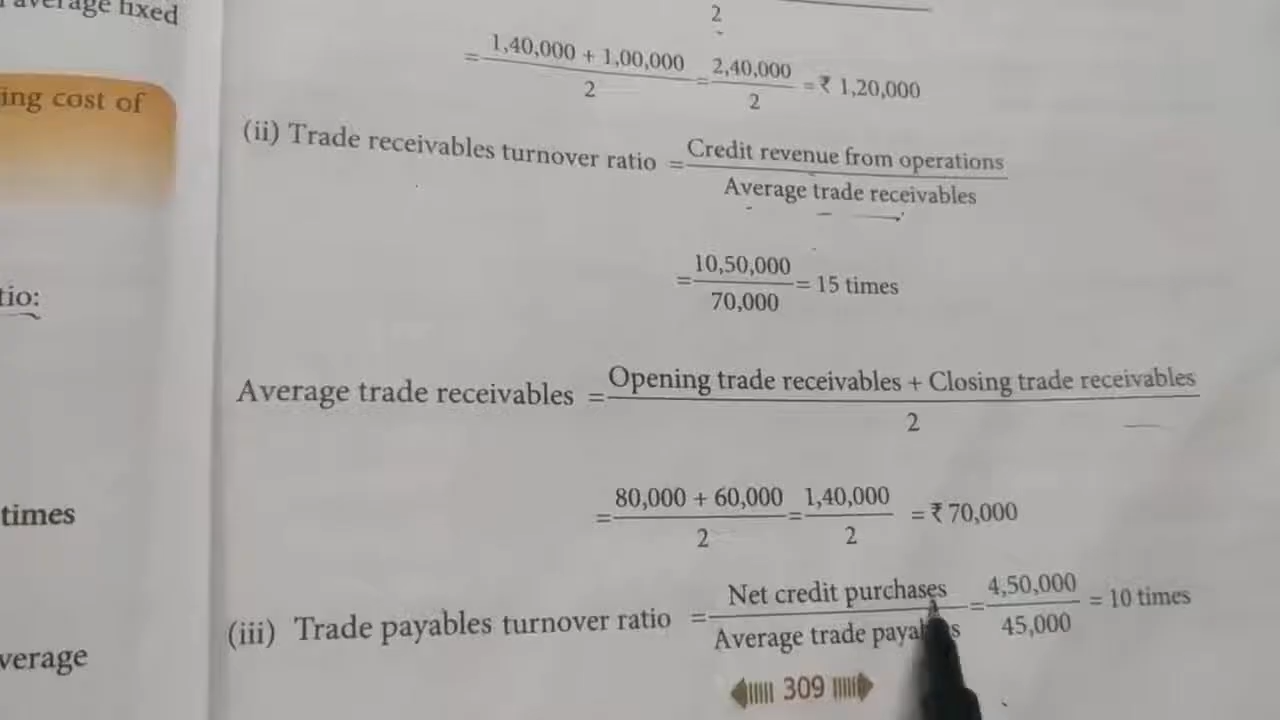 average fixed
ing cost of
tio:
times
verage
2
= 1,40,000 + 1,00,000 / 2 = 2,40,000 / 2 = ₹ 1,20,000
(ii) Trade receivables turnover ratio = Credit revenue from operations / Average trade receivables
= 10,50,000 / 70,000 = 15 times
Average trade receivables = Opening trade receivables + Closing trade receivables / 2
= 80,000 + 60,000 / 2 = 1,40,000 / 2 = ₹ 70,000
(iii) Trade payables turnover ratio = Net credit purchases / Average trade payables = 4,50,000 / 45,000 = 10 times
309